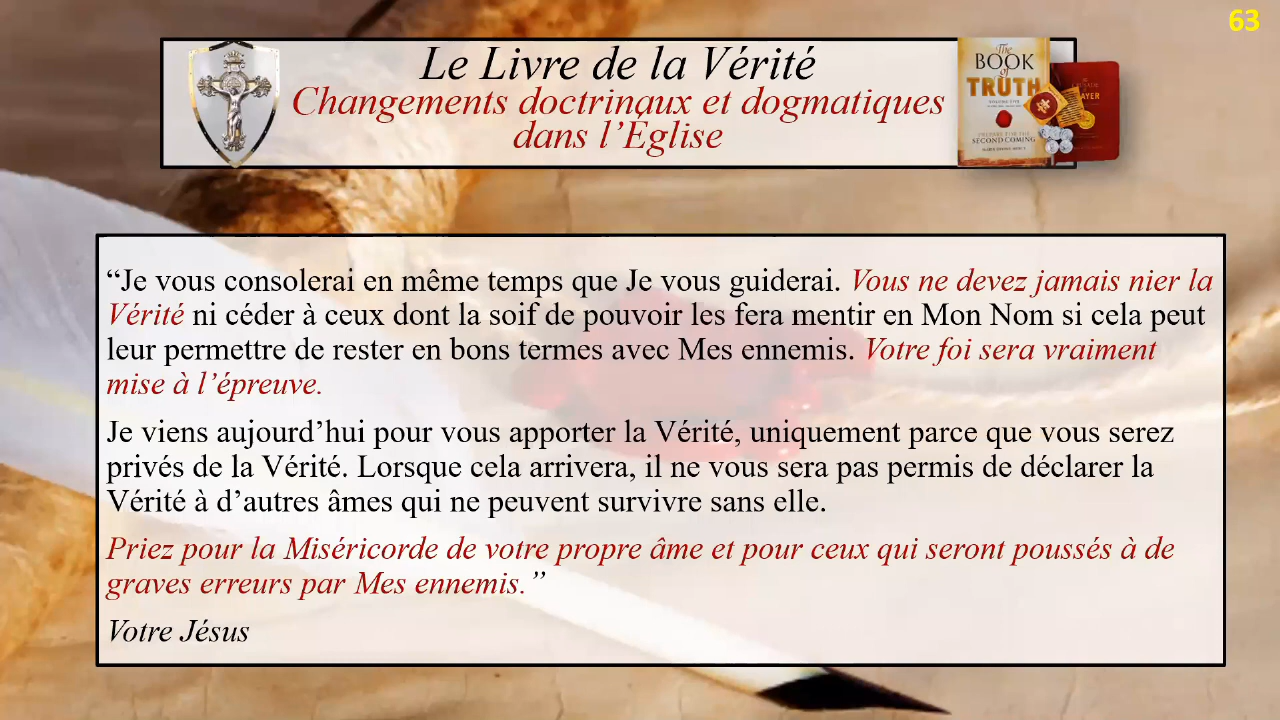 63
Le Livre de la Vérité
Changements doctrinaux et dogmatiques
dans l’Église
The
BOOK
of
TRUTH
PREPARE FOR THE
SECOND COMING
“Je vous consolerai en même temps que Je vous guiderai. Vous ne devez jamais nier la
Vérité ni céder à ceux dont la soif de pouvoir les fera mentir en Mon Nom si cela peut
leur permettre de rester en bons termes avec Mes ennemis. Votre foi sera vraiment
mise à l’épreuve.
Je viens aujourd’hui pour vous apporter la Vérité, uniquement parce que vous serez
privés de la Vérité. Lorsque cela arrivera, il ne vous sera pas permis de déclarer la
Vérité à d’autres âmes qui ne peuvent survivre sans elle.
Priez pour la Miséricorde de votre propre âme et pour ceux qui seront poussés à de
graves erreurs par Mes ennemis.”
Votre Jésus